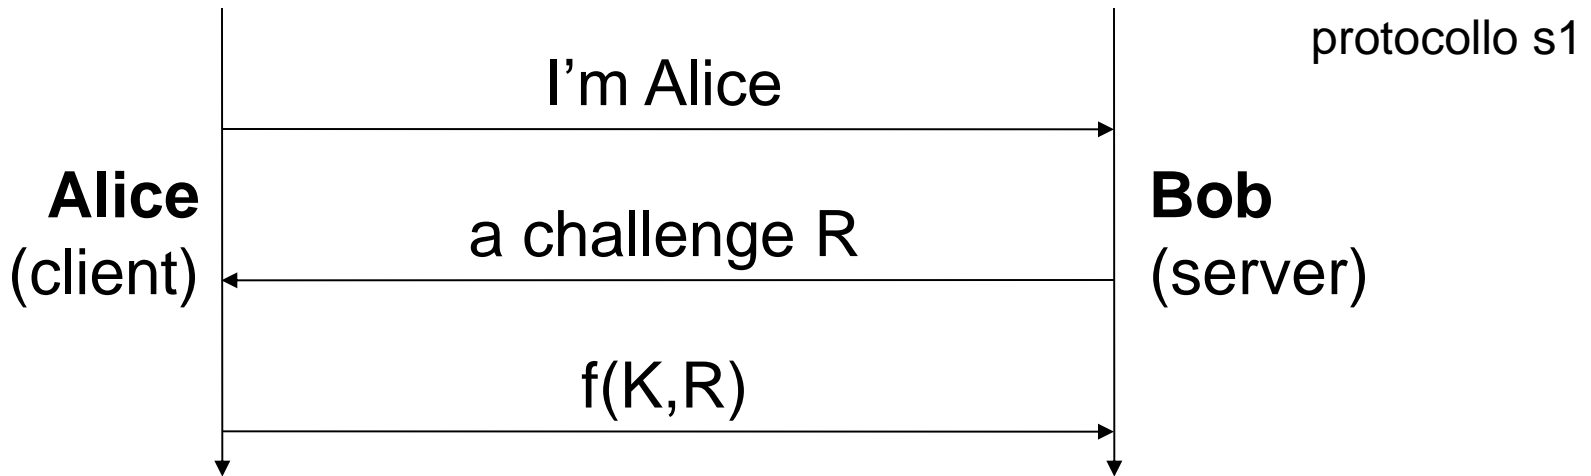 protocollo s1
I’m Alice
Alice
(client)
a challenge R
Bob
(server)
f(K,R)